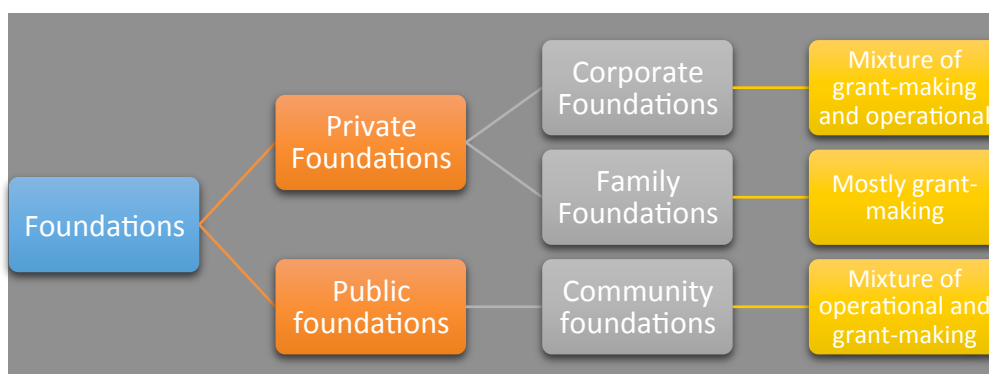 Foundations
Private
Foundations
Corporate
Foundations
Mixture of
grant-making
and operational
Family
Foundations
Mostly grant-
making
Public
foundations
Community
foundations
Mixture of
operational and
grant-making